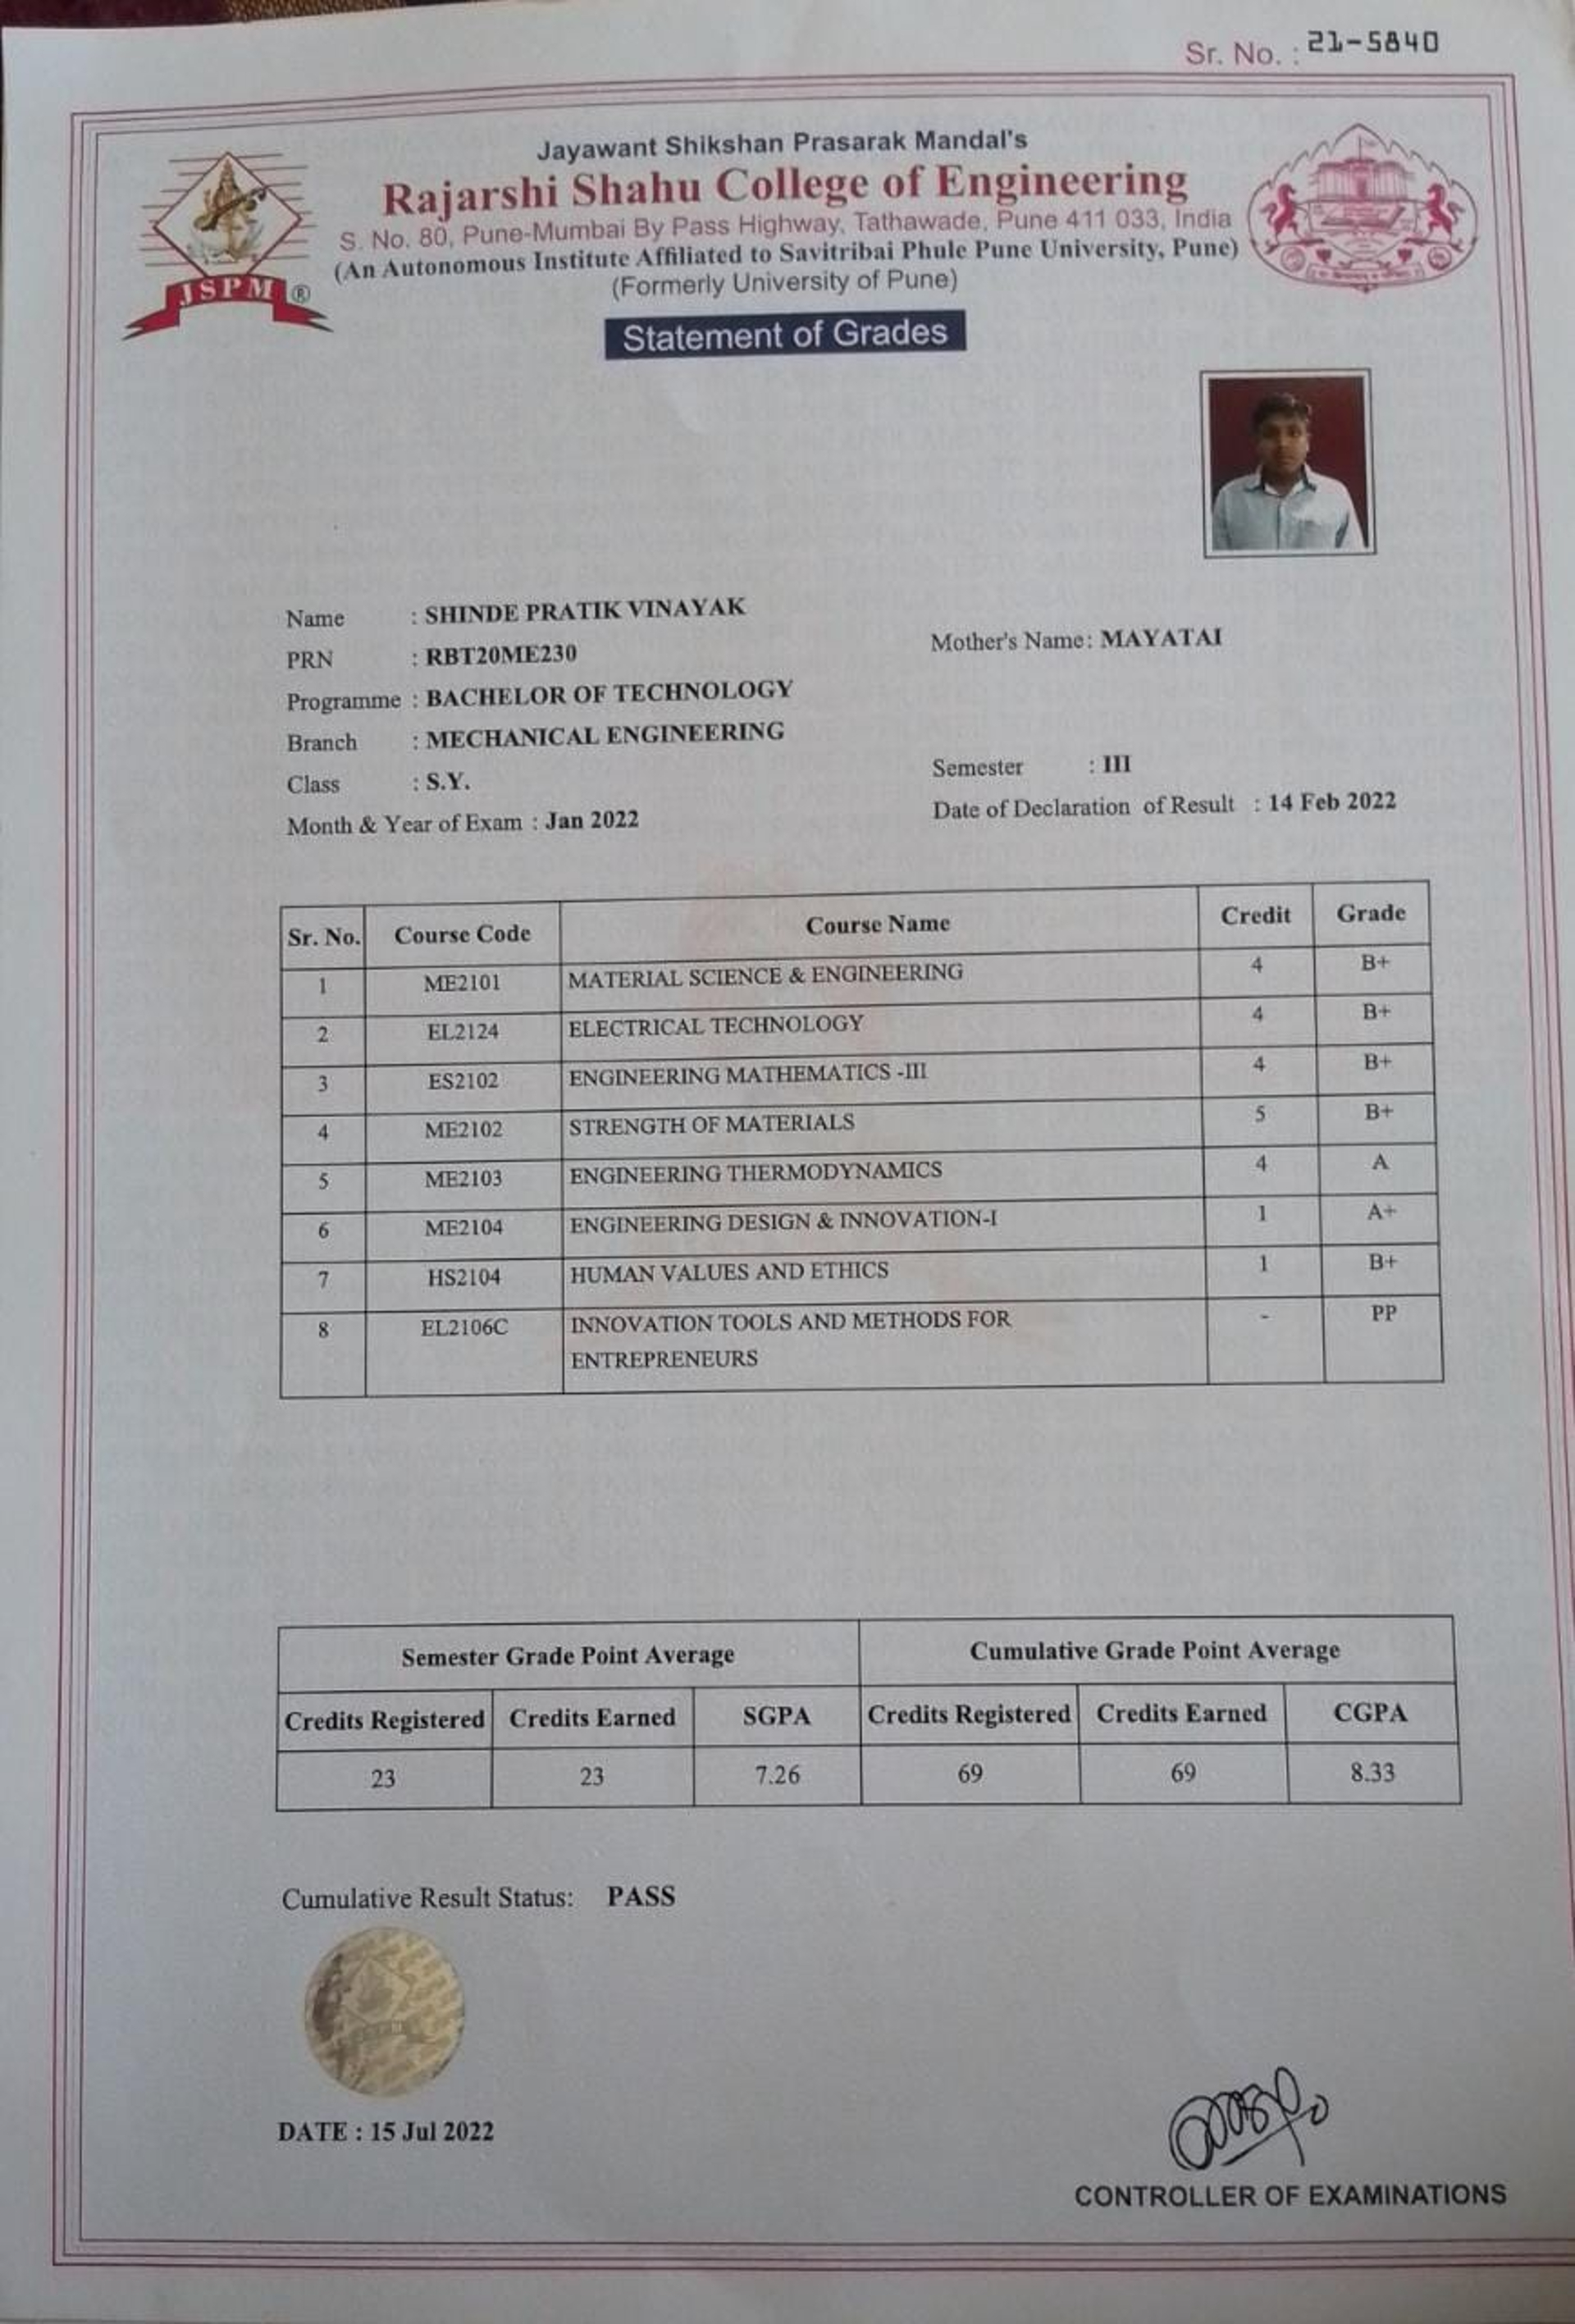 Sr. No. : 21-5840
Jayawant Shikshan Prasarak Mandal's
Rajarshi Shahu College of Engineering
S. No. 80, Pune-Mumbai By Pass Highway, Tathawade, Pune 411 033, India
(An Autonomous Institute Affiliated to Savitribai Phule Pune University, Pune)
(Formerly University of Pune)
JSPM ®
Statement of Grades
Name : SHINDE PRATIK VINAYAK
Mother's Name: MAYATAI
PRN : RBT20ME230
Programme : BACHELOR OF TECHNOLOGY
Branch : MECHANICAL ENGINEERING
Class : S.Y.
Semester : III
Month & Year of Exam : Jan 2022
Date of Declaration of Result : 14 Feb 2022
Sr. No. Course Code Course Name Credit Grade
1 ME2101 MATERIAL SCIENCE & ENGINEERING 4 B+
2 EL2124 ELECTRICAL TECHNOLOGY 4 B+
3 ES2102 ENGINEERING MATHEMATICS -III 4 B+
4 ME2102 STRENGTH OF MATERIALS 5 B+
5 ME2103 ENGINEERING THERMODYNAMICS 4 A
6 ME2104 ENGINEERING DESIGN & INNOVATION-I 1 A+
7 HS2104 HUMAN VALUES AND ETHICS 1 B+
8 EL2106C INNOVATION TOOLS AND METHODS FOR - PP
ENTREPRENEURS
Semester Grade Point Average Cumulative Grade Point Average
Credits Registered Credits Earned SGPA Credits Registered Credits Earned CGPA
23 23 7.26 69 69 8.33
Cumulative Result Status: PASS
DATE : 15 Jul 2022
CONTROLLER OF EXAMINATIONS